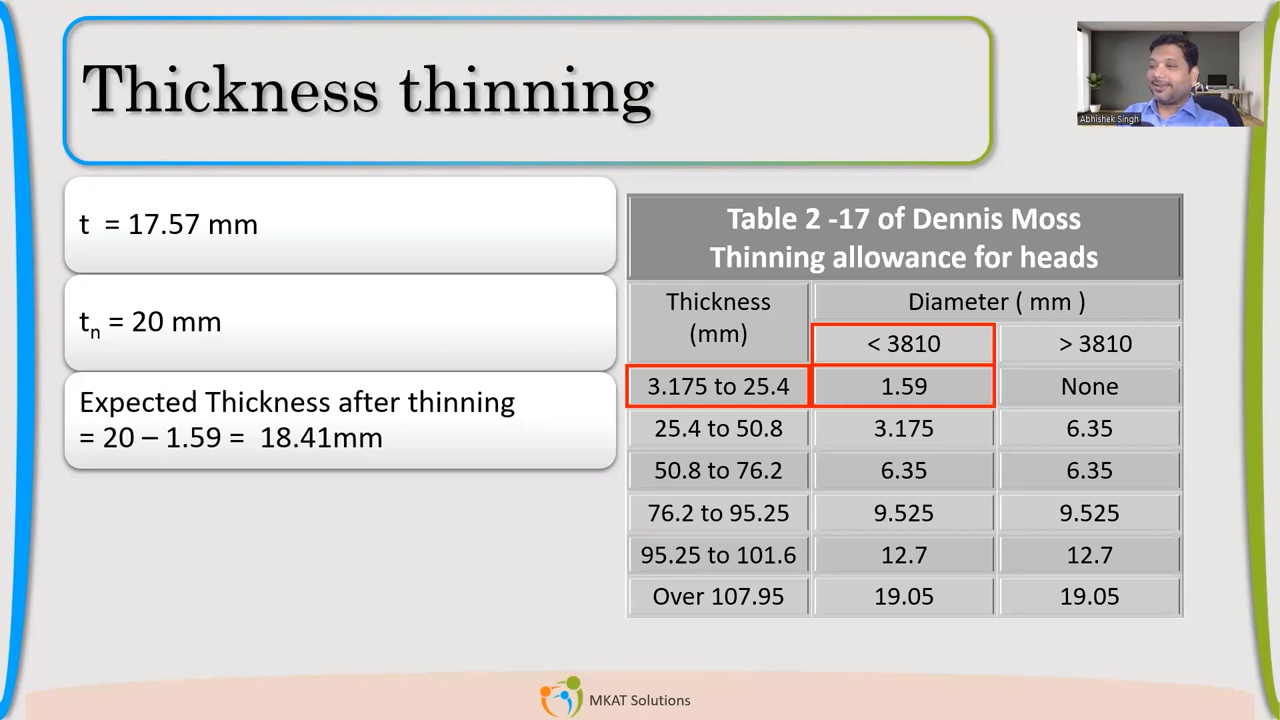 Thickness thinning
Abhishek Singh
t = 17.57 mm
tn = 20 mm
Expected Thickness after thinning
= 20 – 1.59 = 18.41mm
Table 2 -17 of Dennis Moss
Thinning allowance for heads
Thickness
(mm)
Diameter ( mm )
< 3810
> 3810
3.175 to 25.4
1.59
None
25.4 to 50.8
3.175
6.35
50.8 to 76.2
6.35
6.35
76.2 to 95.25
9.525
9.525
95.25 to 101.6
12.7
12.7
Over 107.95
19.05
19.05
MKAT Solutions